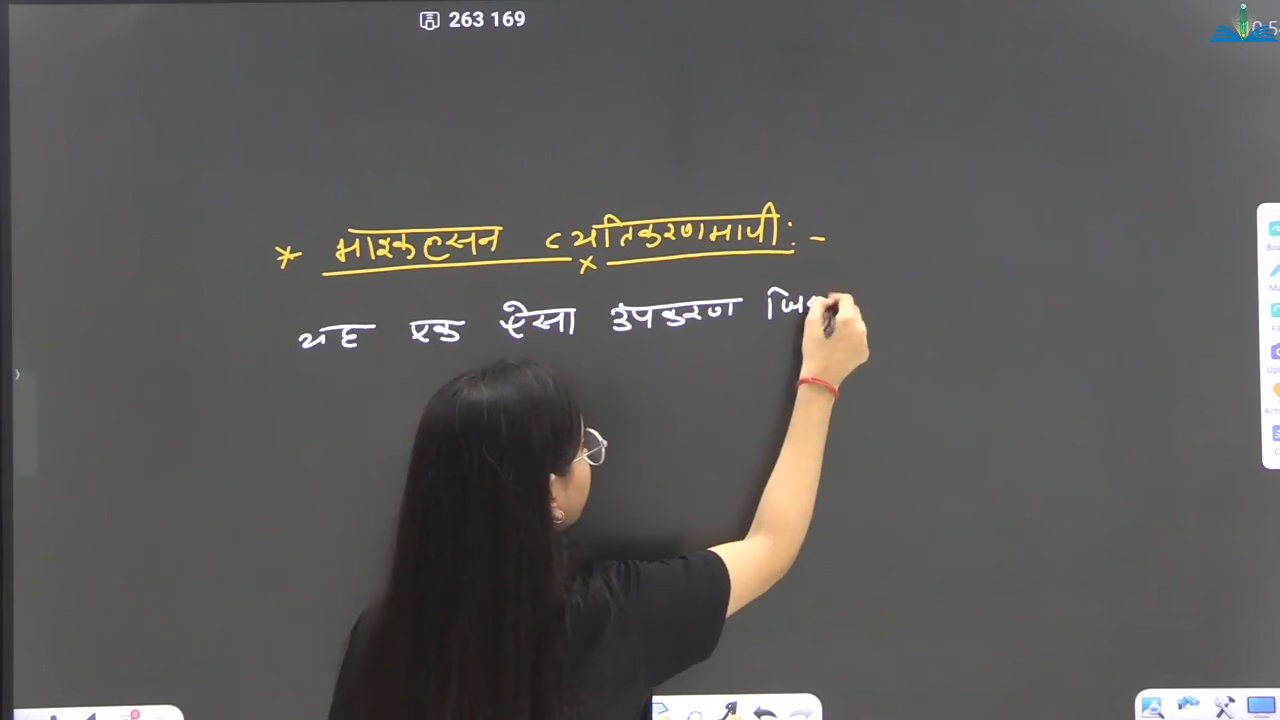 263 169
* माइकल्सन व्यतिकरणमापी:-
यह एक ऐसा उपकरण